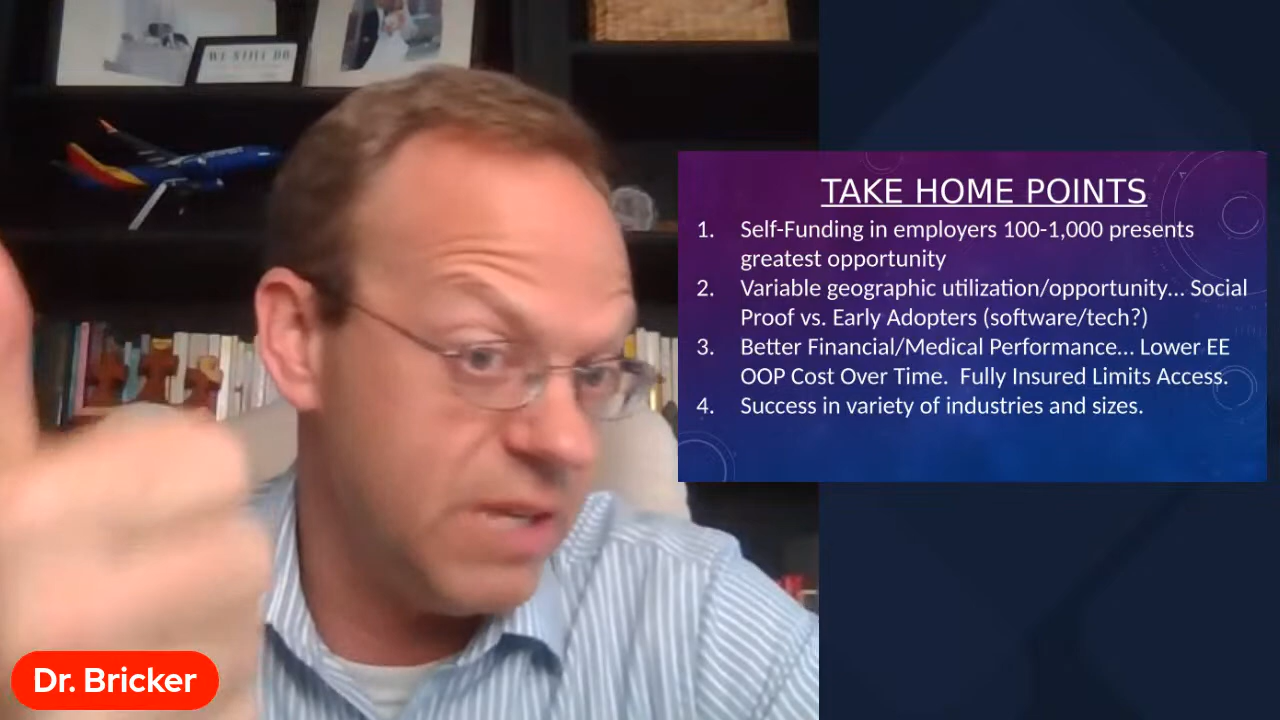 WE STILL DO
TAKE HOME POINTS
1. Self-Funding in employers 100-1,000 presents
greatest opportunity
2. Variable geographic utilization/opportunity... Social
Proof vs. Early Adopters (software/tech?)
3. Better Financial/Medical Performance... Lower EE
OOP Cost Over Time.  Fully Insured Limits Access.
4. Success in variety of industries and sizes.
Dr. Bricker